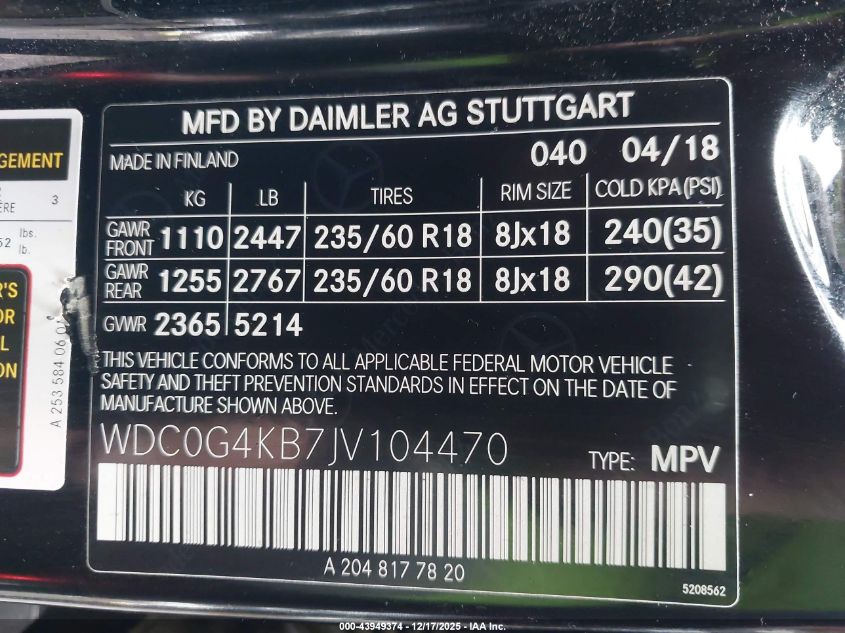 MFD BY DAIMLER AG STUTTGART
MADE IN FINLAND 040 04/18
KG LB TIRES RIM SIZE COLD KPA(PSI)
GAWR FRONT 1110 2447 235/60 R18 8Jx18 240(35)
GAWR REAR 1255 2767 235/60 R18 8Jx18 290(42)
GVWR 2365 5214
THIS VEHICLE CONFORMS TO ALL APPLICABLE FEDERAL MOTOR VEHICLE
SAFETY AND THEFT PREVENTION STANDARDS IN EFFECT ON THE DATE OF
MANUFACTURE SHOWN ABOVE.
WDC0G4KB7JV104470 TYPE: MPV
A 204 817 78 20
5208562
GEMENT
3
lbs.
lb.
A 253 584 06 0
000-43949374 - 12/17/2025 - IAA Inc.